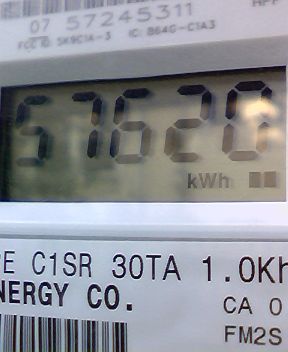 07 57245311
FCC ID: SK9C1A-3 IC: 864G-C1A3
57620
kWh
PE C1SR 30TA 1.0Kh
NERGY CO.
CA 0
FM2S